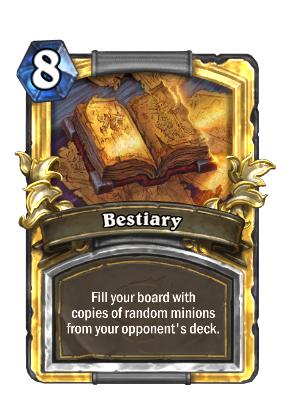 8
Bestiary
Fill your board with
copies of random minions
from your opponent's deck.